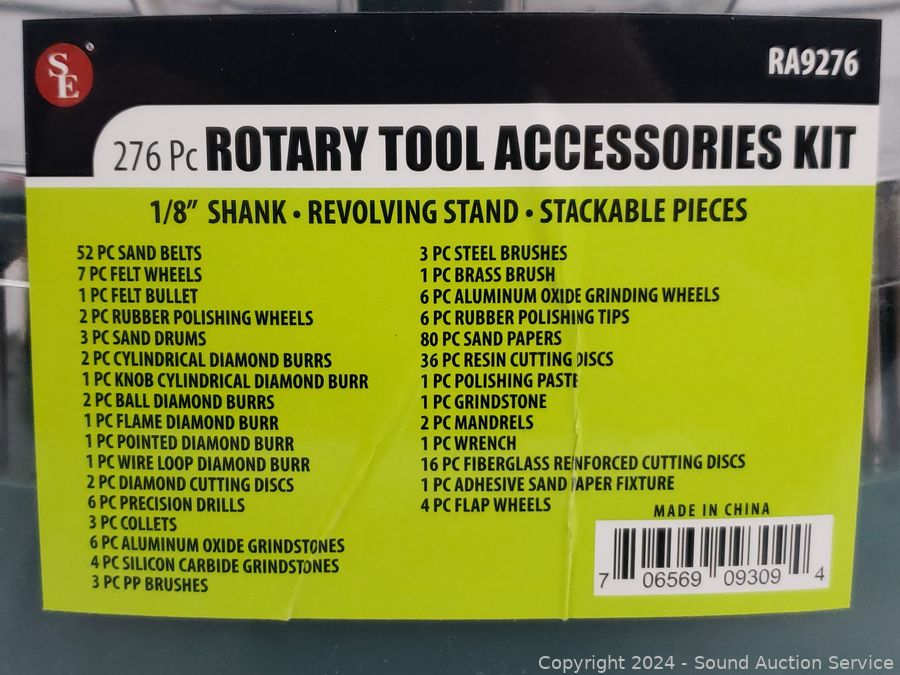 SE®
RA9276
276 Pc ROTARY TOOL ACCESSORIES KIT
1/8" SHANK • REVOLVING STAND • STACKABLE PIECES
52 PC SAND BELTS
7 PC FELT WHEELS
1 PC FELT BULLET
2 PC RUBBER POLISHING WHEELS
3 PC SAND DRUMS
2 PC CYLINDRICAL DIAMOND BURRS
1 PC KNOB CYLINDRICAL DIAMOND BURR
2 PC BALL DIAMOND BURRS
1 PC FLAME DIAMOND BURR
1 PC POINTED DIAMOND BURR
1 PC WIRE LOOP DIAMOND BURR
2 PC DIAMOND CUTTING DISCS
6 PC PRECISION DRILLS
3 PC COLLETS
6 PC ALUMINUM OXIDE GRINDSTONES
4 PC SILICON CARBIDE GRINDSTONES
3 PC PP BRUSHES
3 PC STEEL BRUSHES
1 PC BRASS BRUSH
6 PC ALUMINUM OXIDE GRINDING WHEELS
6 PC RUBBER POLISHING TIPS
80 PC SAND PAPERS
36 PC RESIN CUTTING DISCS
1 PC POLISHING PASTE
1 PC GRINDSTONE
2 PC MANDRELS
1 PC WRENCH
16 PC FIBERGLASS REINFORCED CUTTING DISCS
1 PC ADHESIVE SAND PAPER FIXTURE
4 PC FLAP WHEELS
MADE IN CHINA
7 06569 09309 4
Copyright 2024 - Sound Auction Service